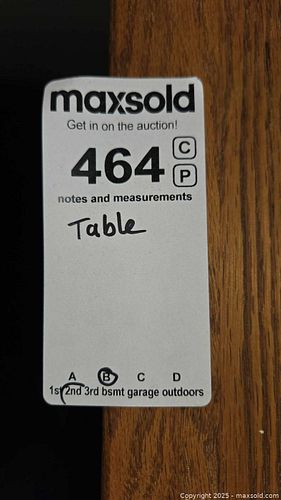 maxsold
Get in on the auction!
464 C
P
notes and measurements
Table
A B C D
1st 2nd 3rd bsmt garage outdoors
Copyright 2025 - maxsold.com